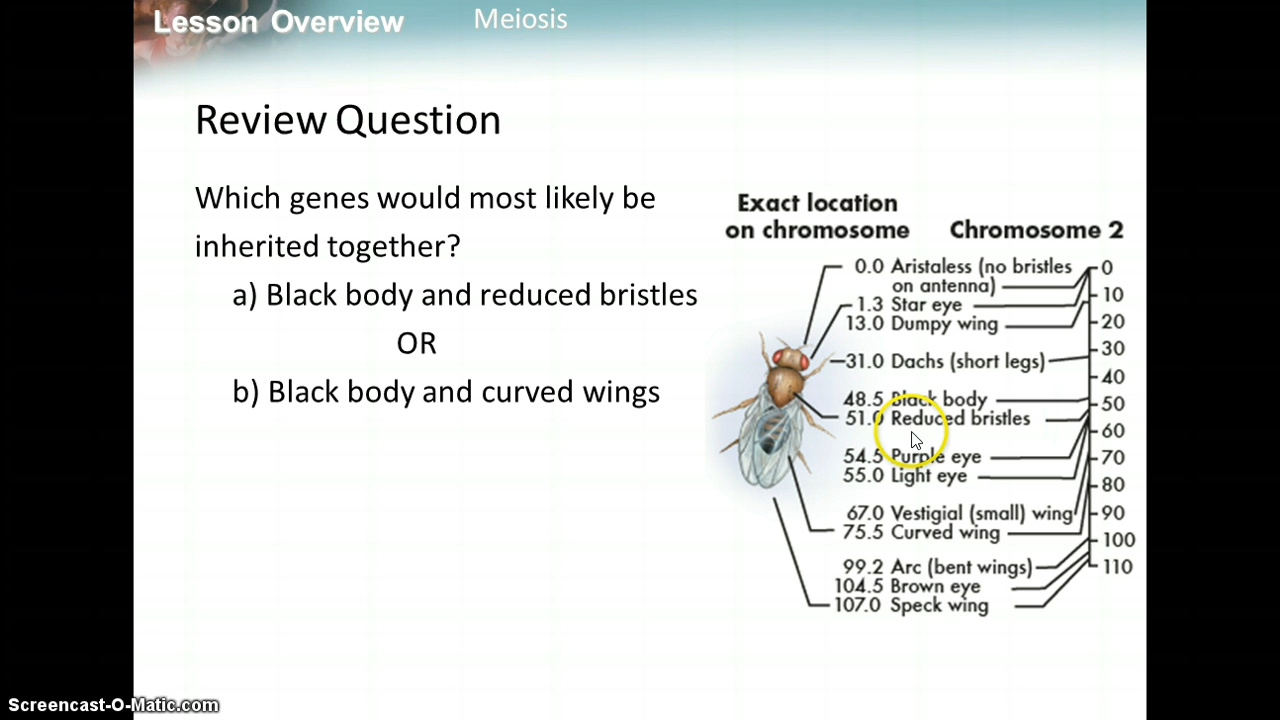 Lesson Overview
Meiosis
Review Question
Which genes would most likely be
inherited together?
a) Black body and reduced bristles
OR
b) Black body and curved wings
Exact location
on chromosome
Chromosome 2
0.0 Aristaless (no bristles
on antenna)
1.3 Star eye
13.0 Dumpy wing
31.0 Dachs (short legs)
48.5 Black body
51.0 Reduced bristles
54.5 Purple eye
55.0 Light eye
67.0 Vestigial (small) wing
75.5 Curved wing
99.2 Arc (bent wings)
104.5 Brown eye
107.0 Speck wing
0
10
20
30
40
50
60
70
80
90
100
110
Screencast-O-Matic.com